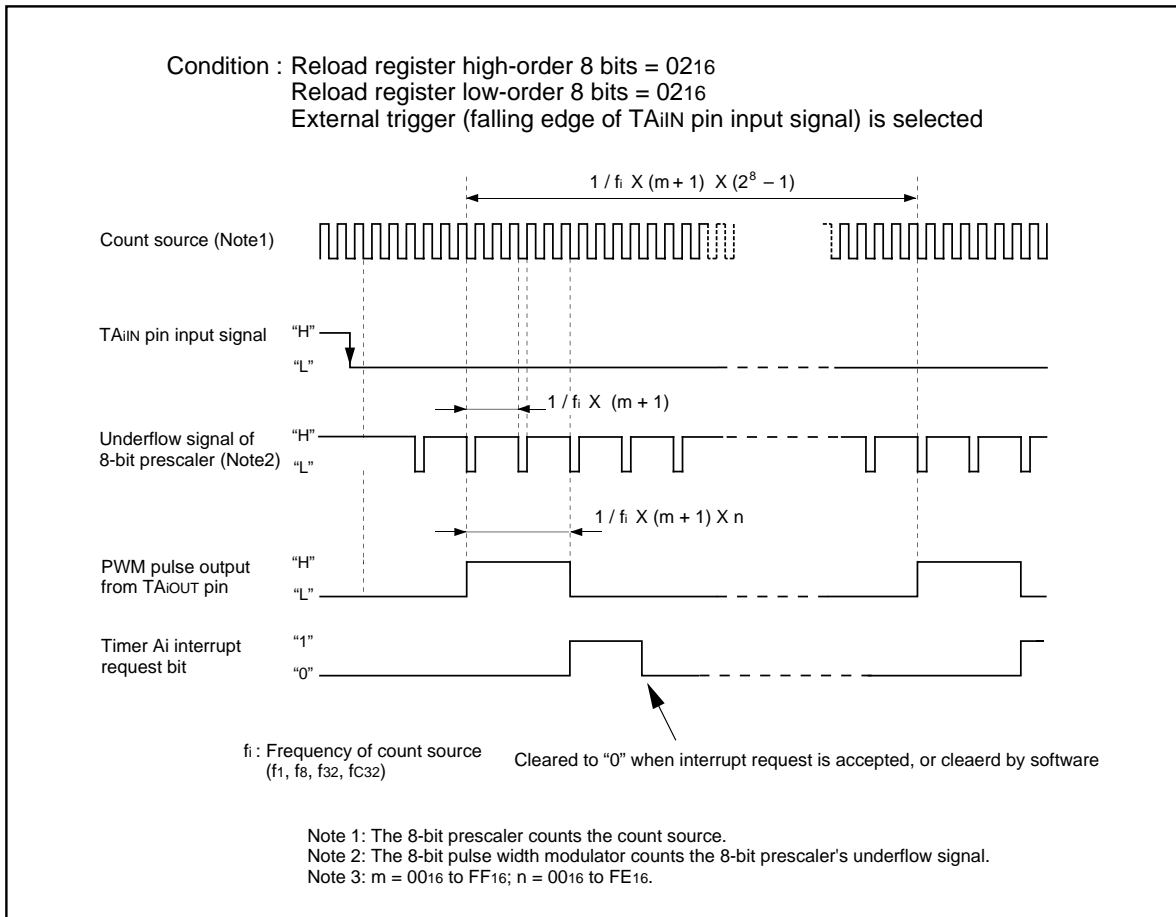 Condition : Reload register high-order 8 bits = 0216
Reload register low-order 8 bits = 0216
External trigger (falling edge of TAiIN pin input signal) is selected
1 / fi X (m + 1) X (2⁸ – 1)
Count source (Note1)
TAiIN pin input signal
“H”
“L”
1 / fi X (m + 1)
Underflow signal of
8-bit prescaler (Note2)
“H”
“L”
1 / fi X (m + 1) X n
PWM pulse output
from TAiOUT pin
“H”
“L”
Timer Ai interrupt
request bit
“1”
“0”
fi : Frequency of count source
(f1, f8, f32, fC32)
Cleared to “0” when interrupt request is accepted, or cleaerd by software
Note 1: The 8-bit prescaler counts the count source.
Note 2: The 8-bit pulse width modulator counts the 8-bit prescaler's underflow signal.
Note 3: m = 0016 to FF16; n = 0016 to FE16.